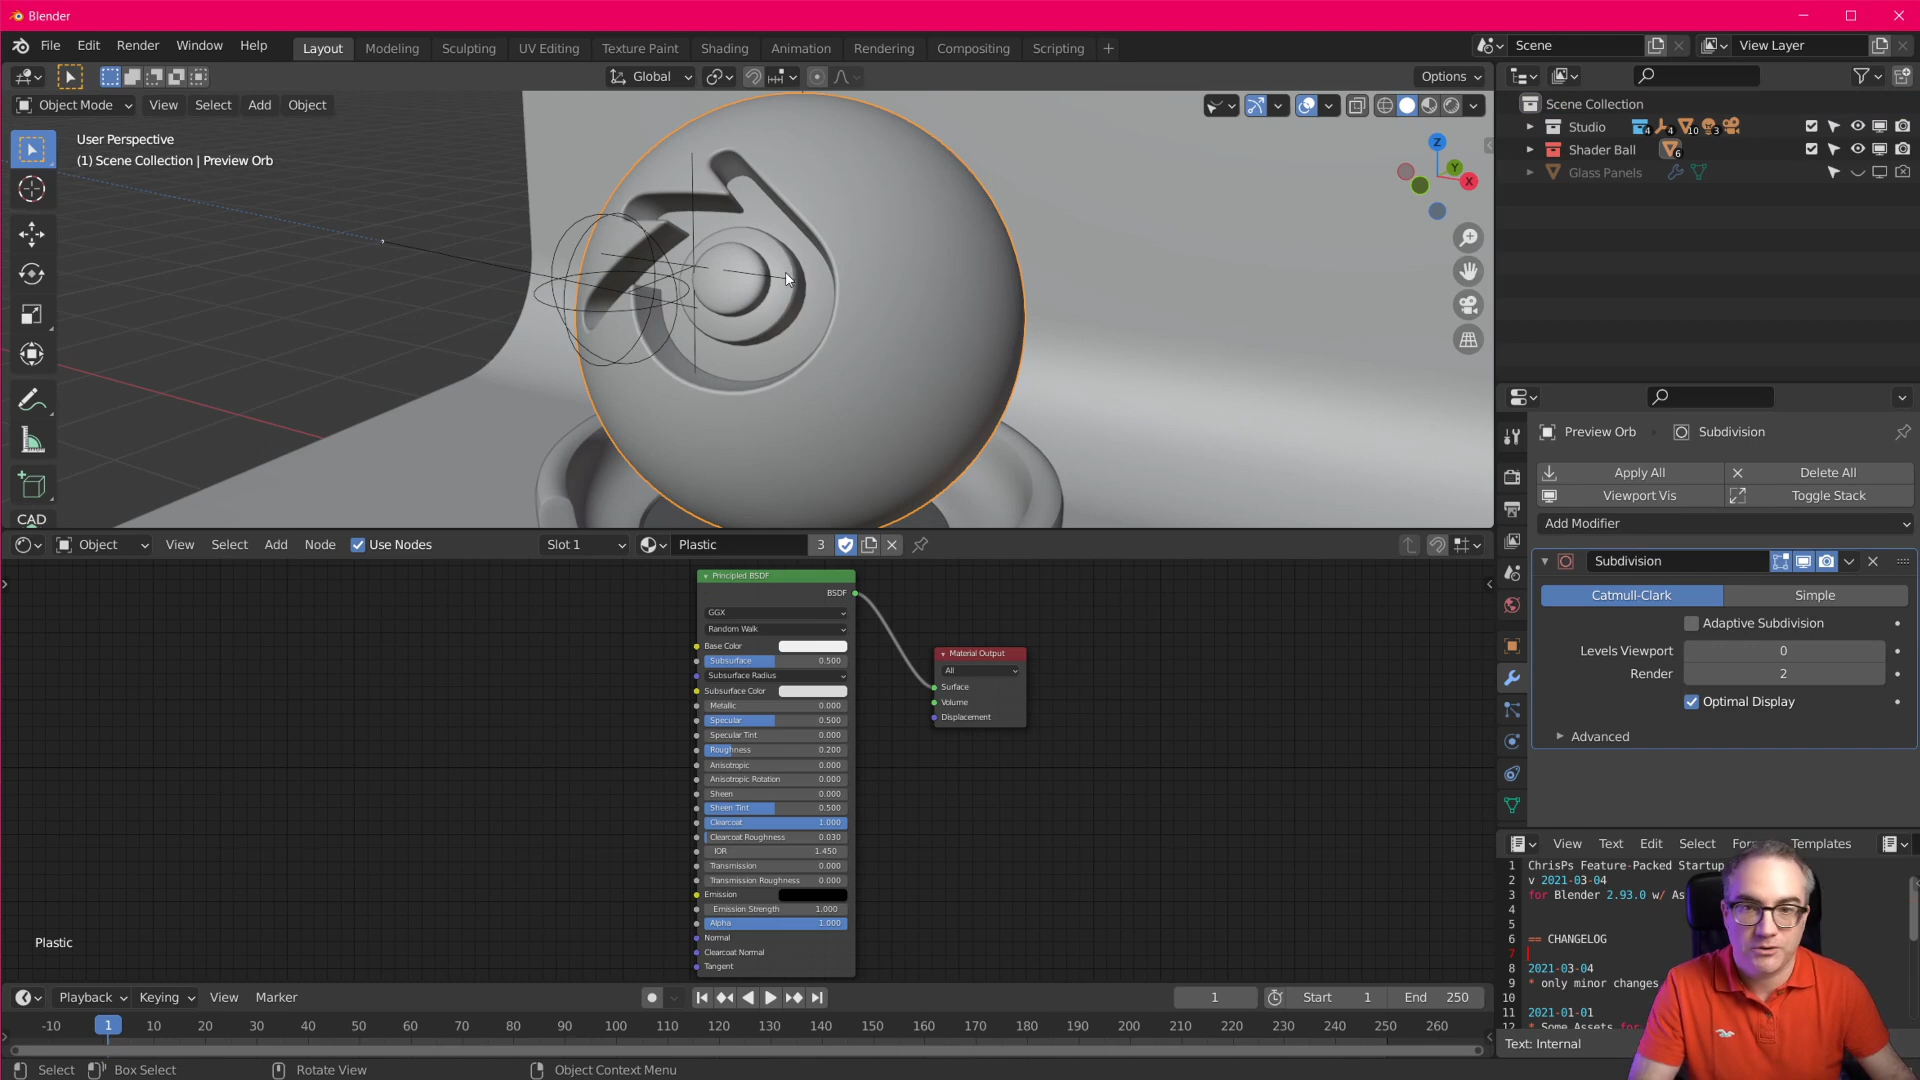 Blender
File Edit Render Window Help Layout Modeling Sculpting UV Editing Texture Paint Shading Animation Rendering Compositing Scripting + Scene View Layer
Global Options
Object Mode View Select Add Object
User Perspective
(1) Scene Collection | Preview Orb
Z
Y
X
CAD
Scene Collection
Studio 4 4 10 3
Shader Ball 6
Glass Panels
Preview Orb Subdivision
Apply All Delete All
Viewport Vis Toggle Stack
Add Modifier
Subdivision
Catmull-Clark Simple
Adaptive Subdivision
Levels Viewport 0
Render 2
Optimal Display
Advanced
Object View Select Add Node Use Nodes Slot 1 Plastic 3
Principled BSDF
BSDF
GGX
Random Walk
Base Color
Subsurface 0.500
Subsurface Radius
Subsurface Color
Metallic 0.000
Specular 0.500
Specular Tint 0.000
Roughness 0.200
Anisotropic 0.000
Anisotropic Rotation 0.000
Sheen 0.000
Sheen Tint 0.500
Clearcoat 1.000
Clearcoat Roughness 0.030
IOR 1.450
Transmission 0.000
Transmission Roughness 0.000
Emission
Emission Strength 1.000
Alpha 1.000
Normal
Clearcoat Normal
Tangent
Material Output
All
Surface
Volume
Displacement
Plastic
View Text Edit Select Templates
1 ChrisPs Feature-Packed Startup
2 v 2021-03-04
3 for Blender 2.93.0 w/
4
5
6 == CHANGELOG
7
8 2021-03-04
9 * only minor changes
10
11 2021-01-01
12 * Some Assets for
Text: Internal
Playback Keying View Marker 1 Start 1 End 250
-10 1 10 20 30 40 50 60 70 80 90 100 110 120 130 140 150 160 170 180 190 200 210 220 230 240 250 260
Select Box Select Rotate View Object Context Menu